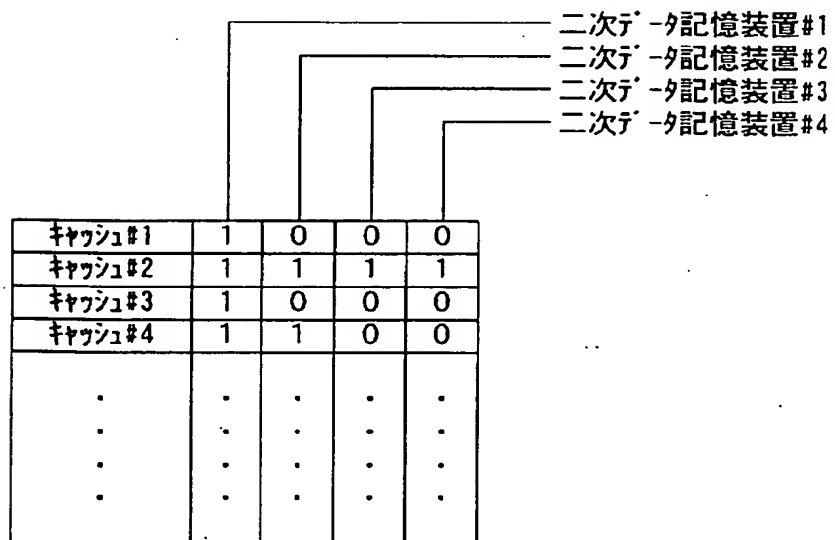 二次ﾃﾞｰﾀ記憶装置#1
二次ﾃﾞｰﾀ記憶装置#2
二次ﾃﾞｰﾀ記憶装置#3
二次ﾃﾞｰﾀ記憶装置#4
ｷｬｯｼｭ#1 1 0 0 0
ｷｬｯｼｭ#2 1 1 1 1
ｷｬｯｼｭ#3 1 0 0 0
ｷｬｯｼｭ#4 1 1 0 0